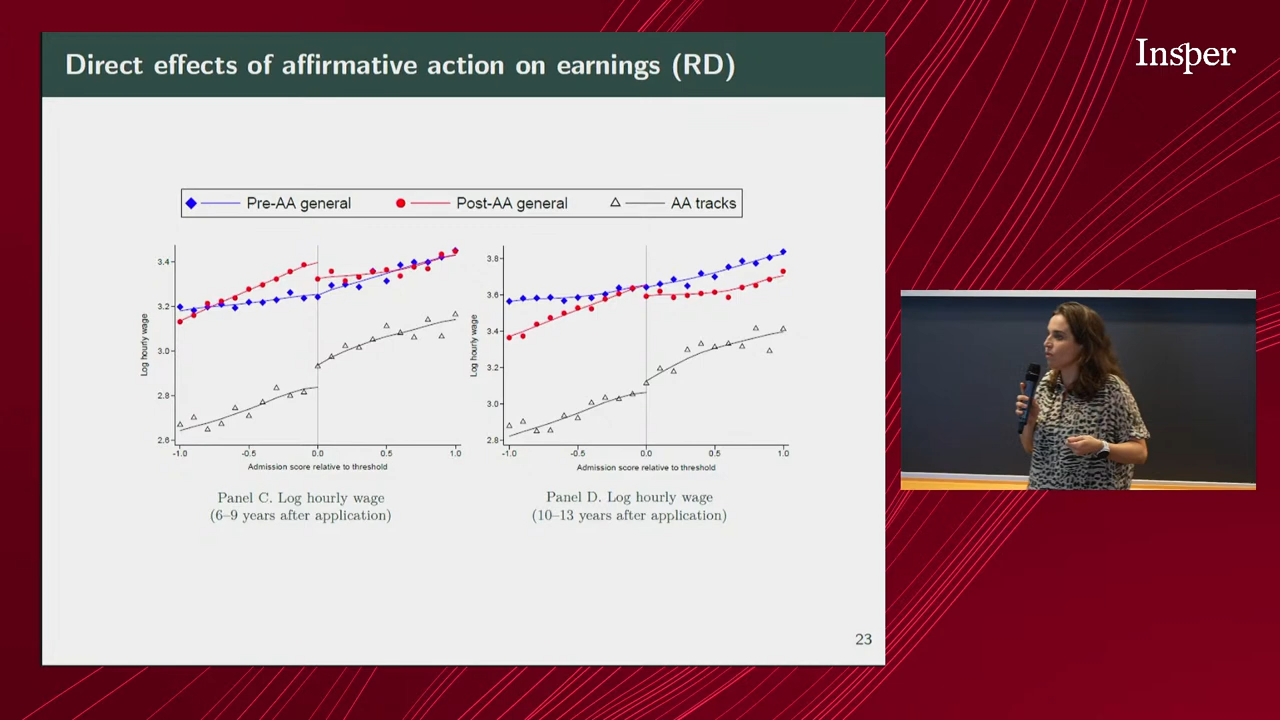 Direct effects of affirmative action on earnings (RD)
Insper
Pre-AA general
Post-AA general
AA tracks
3.4
3.2
3.0
2.8
2.6
Log hourly wage
-1.0
-0.5
0.0
0.5
1.0
Admission score relative to threshold
Panel C. Log hourly wage
(6–9 years after application)
3.8
3.6
3.4
3.2
3.0
2.8
Log hourly wage
-1.0
-0.5
0.0
0.5
1.0
Admission score relative to threshold
Panel D. Log hourly wage
(10–13 years after application)
23